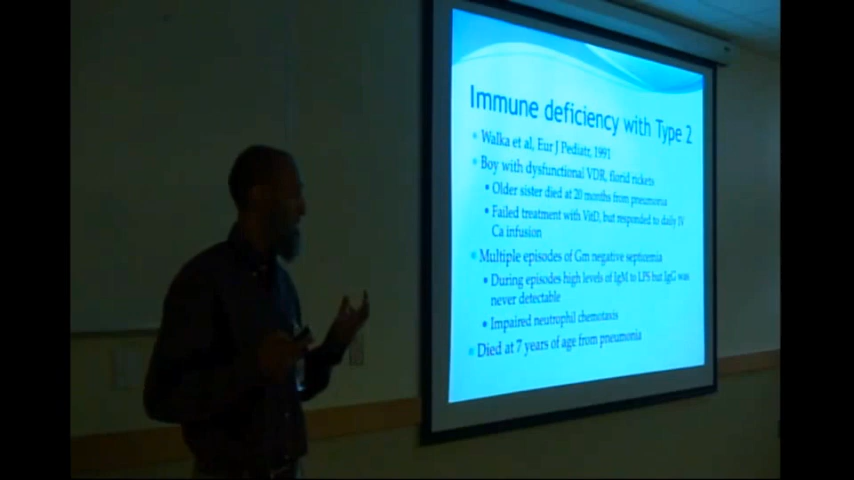 Immune deficiency with Type 2
• Walka et al, Eur J Pediatr, 1991
• Boy with dysfunctional VDR, florid rickets
• Older sister died at 20 months from pneumonia
• Failed treatment with VitD, but responded to daily IV
Ca infusion
• Multiple episodes of Gm negative septicemia
• During episodes high levels of IgM to LPS but IgG was
never detectable
• Impaired neutrophil chemotaxis
• Died at 7 years of age from pneumonia